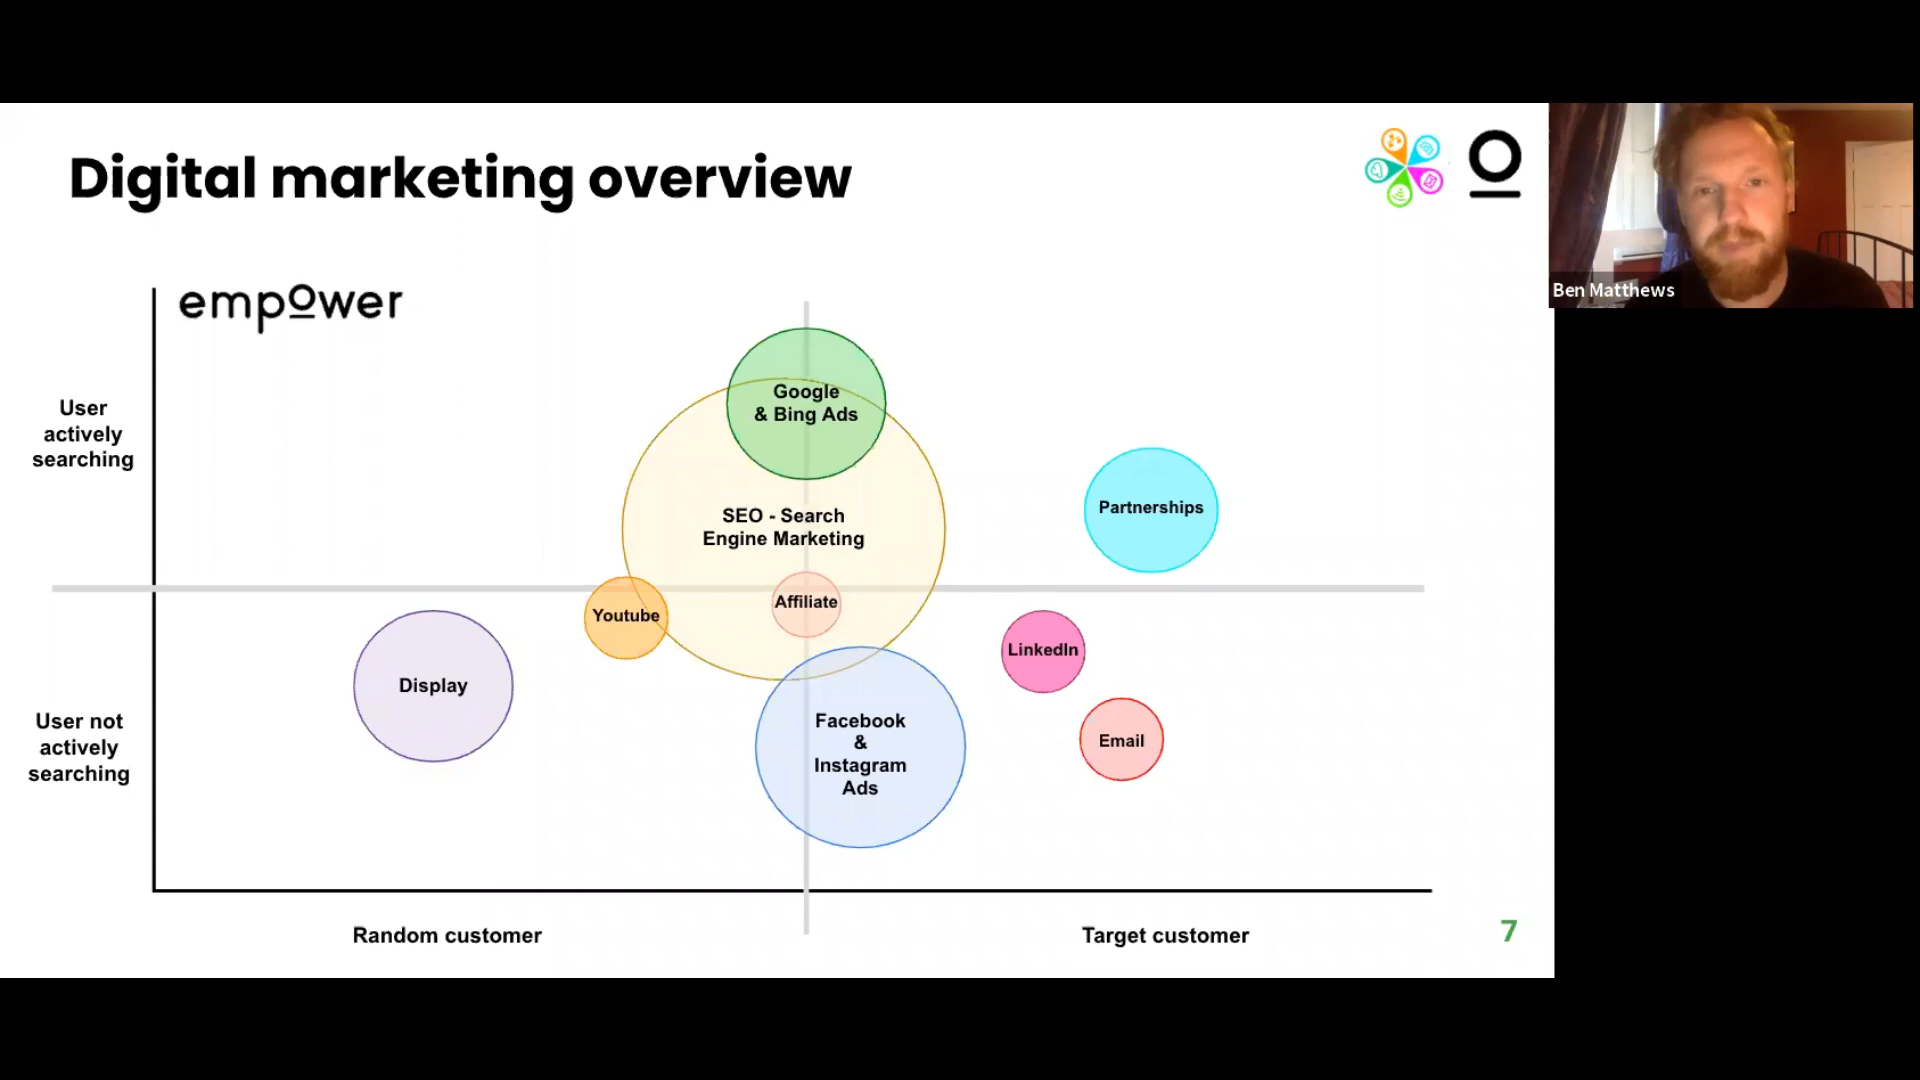 Digital marketing overview
Ben Matthews
empower
User
actively
searching
Google
& Bing Ads
SEO - Search
Engine Marketing
Partnerships
Youtube
Affiliate
LinkedIn
Display
User not
actively
searching
Facebook
&
Instagram
Ads
Email
Random customer
Target customer
7